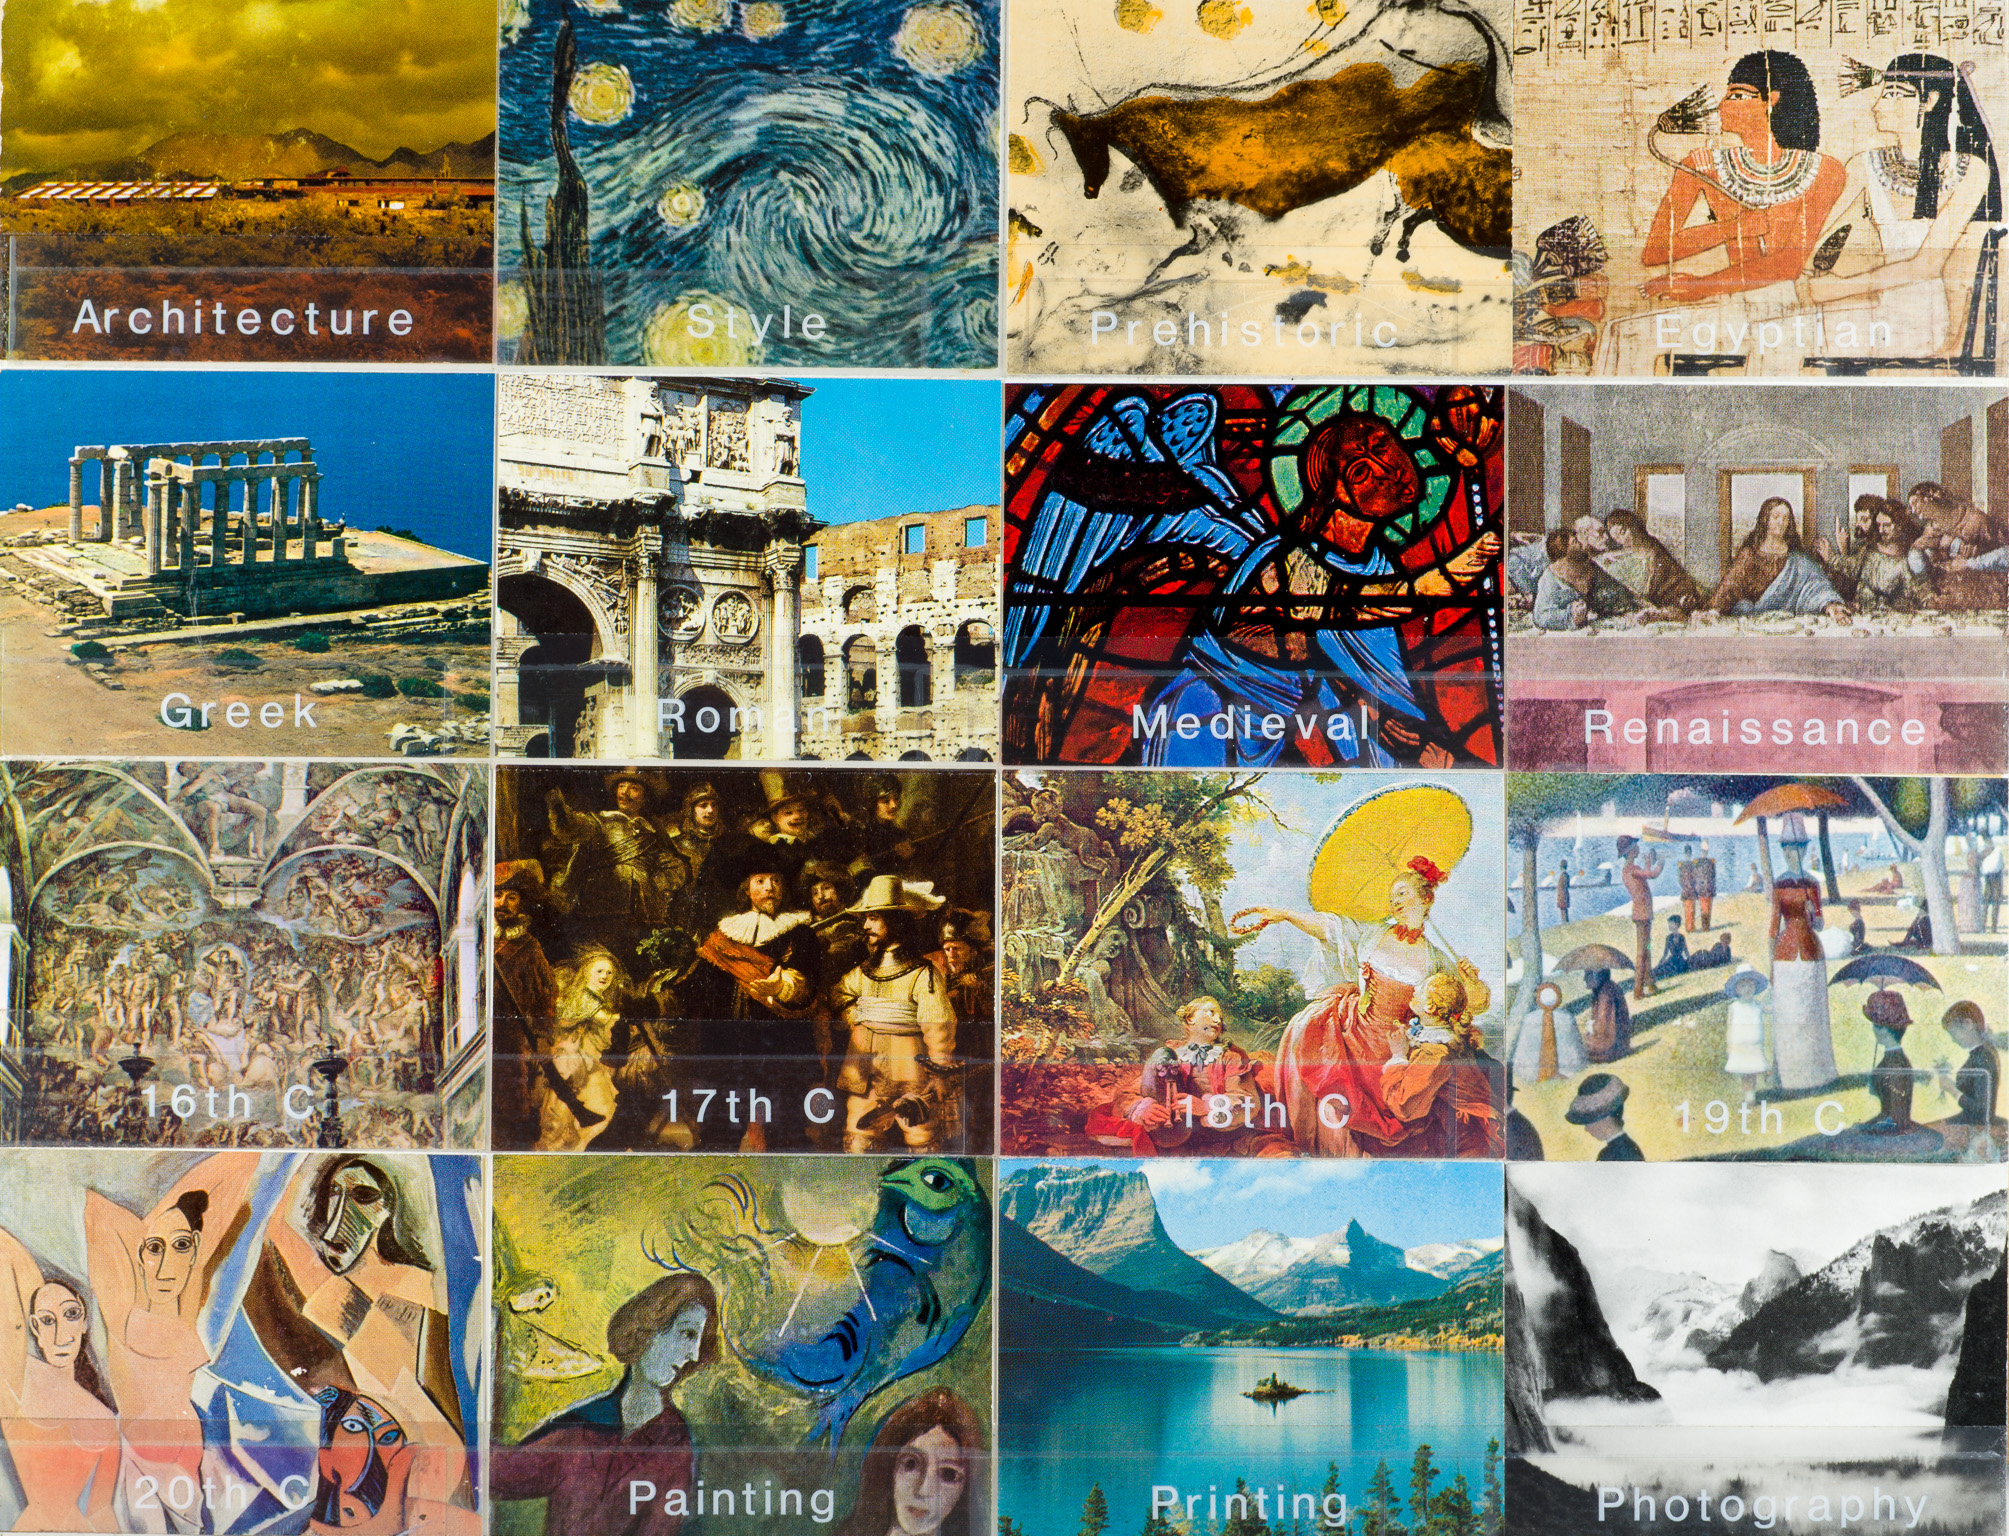 Architecture
Style
Prehistoric
Egyptian
Greek
Roman
Medieval
Renaissance
16th C
17th C
18th C
19th C
20th C
Painting
Printing
Photography